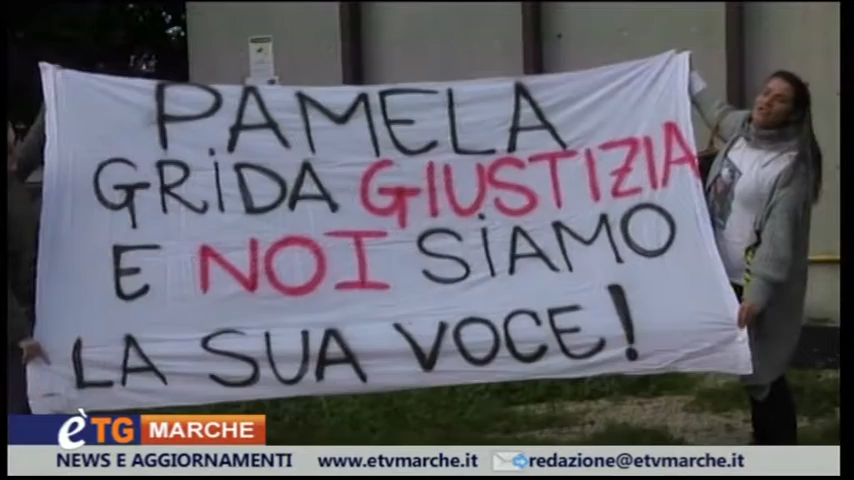 PAMELA
GRIDA GIUSTIZIA
E NOI SIAMO
LA SUA VOCE!
èTG MARCHE
NEWS E AGGIORNAMENTI www.etvmarche.it redazione@etvmarche.it